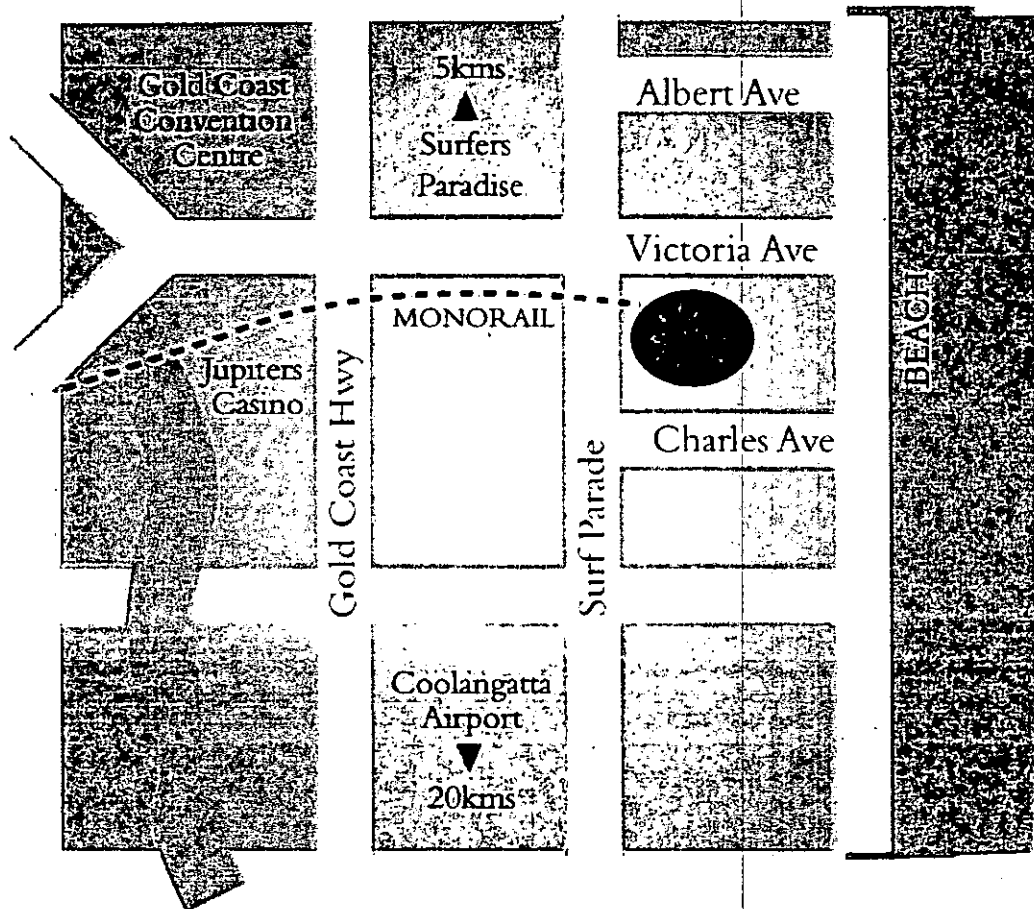 Gold Coast
Convention
Centre
5kms
Surfers
Paradise
Albert Ave
Victoria Ave
MONORAIL
Jupiters
Casino
Gold Coast Hwy
Surf Parade
Charles Ave
BEACH
Coolangatta
Airport
20kms